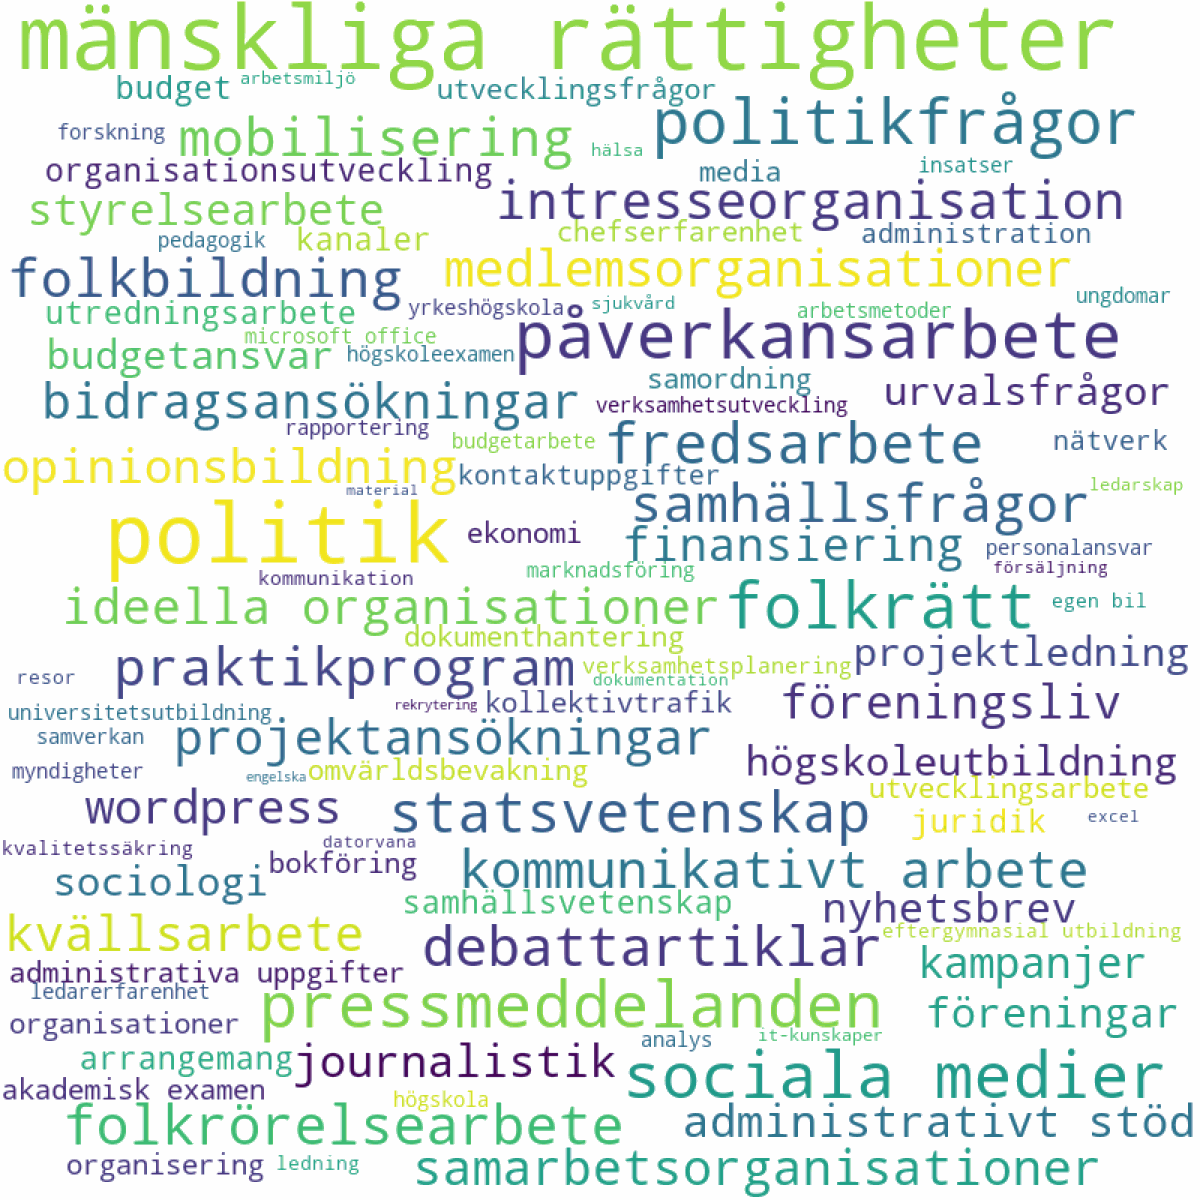 mänskliga rättigheter
budget
arbetsmiljö
utvecklingsfrågor
politikfrågor
forskning
mobilisering
hälsa
insatser
organisationsutveckling
media
intresseorganisation
styrelsearbete
pedagogik
kanaler
chefserfarenhet
administration
folkbildning
medlemsorganisationer
ungdomar
utredningsarbete
yrkeshögskola
sjukvård
arbetsmetoder
microsoft office
påverkansarbete
budgetansvar
högskoleexamen
samordning
urvalsfrågor
bidragsansökningar
verksamhetsutveckling
rapportering
budgetarbete
fredsarbete
nätverk
opinionsbildning
kontaktuppgifter
material
samhällsfrågor
ledarskap
politik
ekonomi
finansiering
personalansvar
försäljning
kommunikation
marknadsföring
ideella organisationer
folkrätt
egen bil
dokumenthantering
projektledning
praktikprogram
verksamhetsplanering
resor
dokumentation
rekrytering
kollektivtrafik
föreningsliv
universitetsutbildning
samverkan
projektansökningar
högskoleutbildning
myndigheter
engelska
omvärldsbevakning
utvecklingsarbete
wordpress
statsvetenskap
juridik
excel
kvalitetssäkring
datorvana
bokföring
sociologi
kommunikativt arbete
samhällsvetenskap
nyhetsbrev
kvällsarbete
debattartiklar
eftergymnasial utbildning
administrativa uppgifter
kampanjer
ledarerfarenhet
pressmeddelanden
organisationer
föreningar
analys
it-kunskaper
arrangemang
journalistik
sociala medier
akademisk examen
högskola
folkrörelsearbete
administrativt stöd
organisering
ledning
samarbetsorganisationer